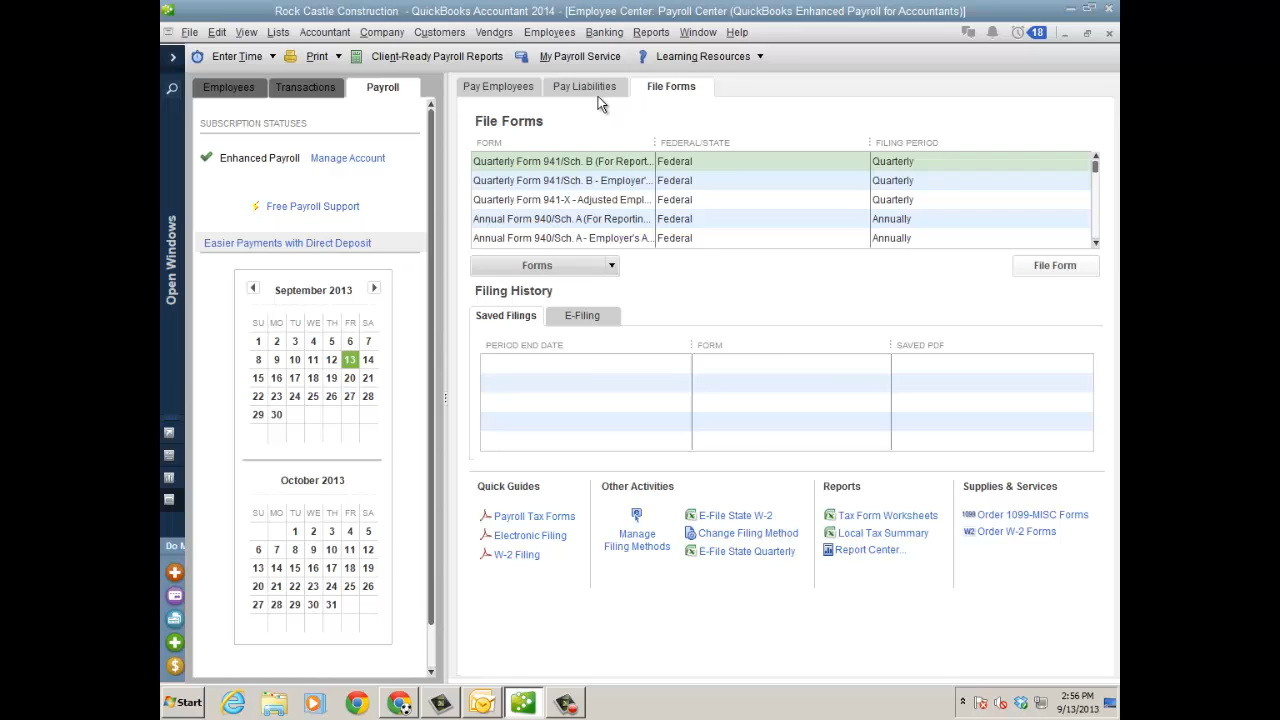 Rock Castle Construction - QuickBooks Accountant 2014 - [Employee Center: Payroll Center (QuickBooks Enhanced Payroll for Accountants)]
File Edit View Lists Accountant Company Customers Vendors Employees Banking Reports Window Help 18
Enter Time Print Client-Ready Payroll Reports My Payroll Service Learning Resources
Employees Transactions Payroll
SUBSCRIPTION STATUSES
Enhanced Payroll Manage Account
Free Payroll Support
Easier Payments with Direct Deposit
September 2013
SU MO TU WE TH FR SA
1 2 3 4 5 6 7
8 9 10 11 12 13 14
15 16 17 18 19 20 21
22 23 24 25 26 27 28
29 30
October 2013
SU MO TU WE TH FR SA
1 2 3 4 5
6 7 8 9 10 11 12
13 14 15 16 17 18 19
20 21 22 23 24 25 26
27 28 29 30 31
Open Windows
Do M
Pay Employees Pay Liabilities File Forms
File Forms
FORM FEDERAL/STATE FILING PERIOD
Quarterly Form 941/Sch. B (For Report... Federal Quarterly
Quarterly Form 941/Sch. B - Employer'... Federal Quarterly
Quarterly Form 941-X - Adjusted Empl... Federal Quarterly
Annual Form 940/Sch. A (For Reportin... Federal Annually
Annual Form 940/Sch. A - Employer's A... Federal Annually
Forms File Form
Filing History
Saved Filings E-Filing
PERIOD END DATE FORM SAVED PDF
Quick Guides
Payroll Tax Forms
Electronic Filing
W-2 Filing
Other Activities
Manage
Filing Methods
E-File State W-2
Change Filing Method
E-File State Quarterly
Reports
Tax Form Worksheets
Local Tax Summary
Report Center...
Supplies & Services
1099 Order 1099-MISC Forms
W2 Order W-2 Forms
Start
2:56 PM
9/13/2013